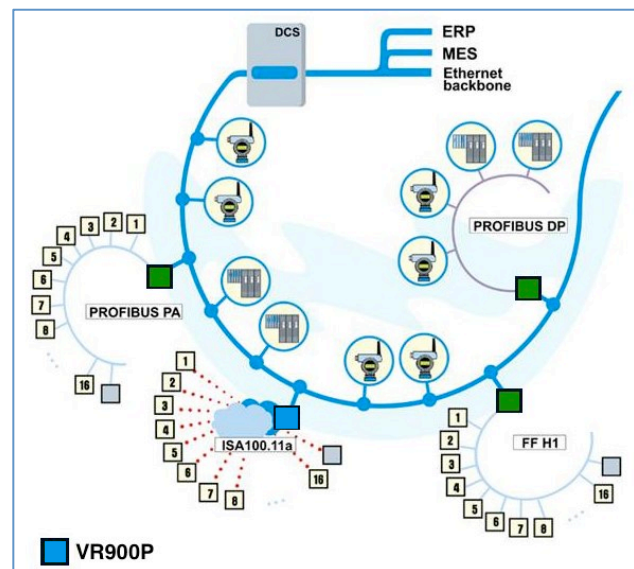 DCS
ERP
MES
Ethernet
backbone
PROFIBUS DP
1
2
3
4
5
6
7
8
16
PROFIBUS PA
1
2
3
4
5
6
7
8
16
ISA100.11a
1
2
3
4
5
6
7
8
16
FF H1
VR900P